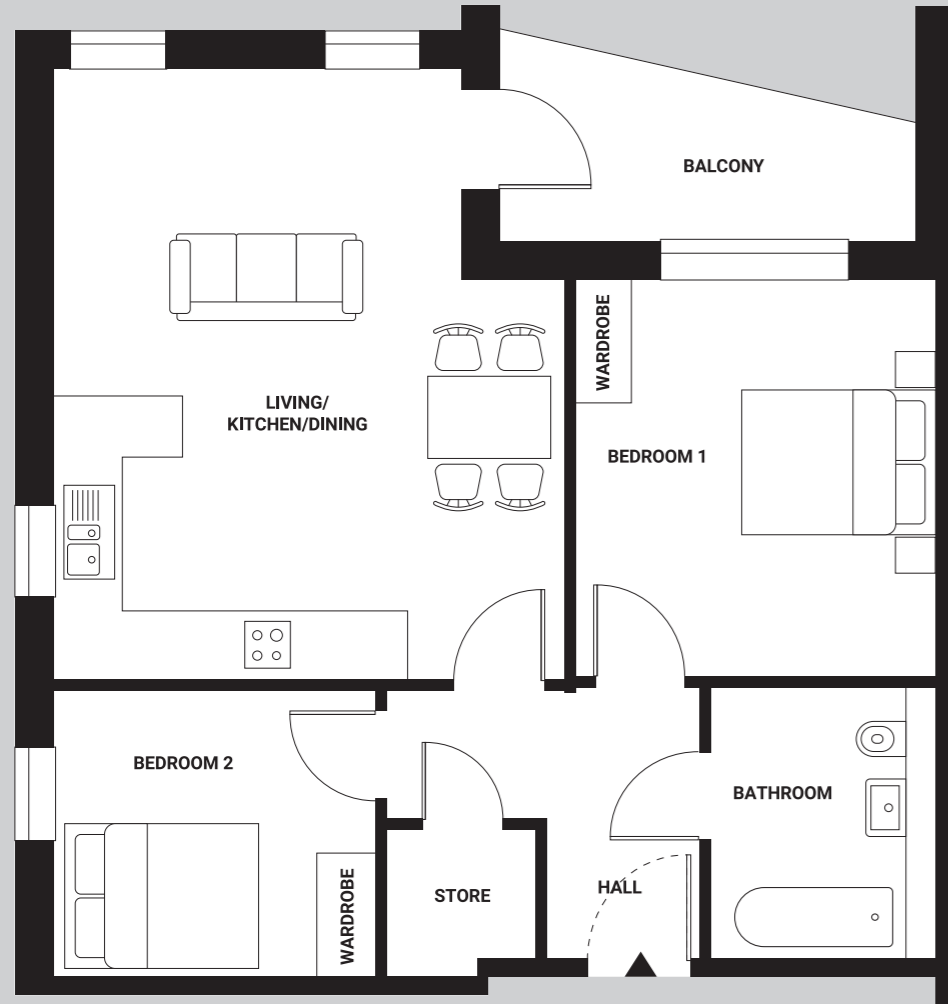 BALCONY
WARDROBE
LIVING/
KITCHEN/DINING
BEDROOM 1
BEDROOM 2
BATHROOM
WARDROBE
STORE
HALL